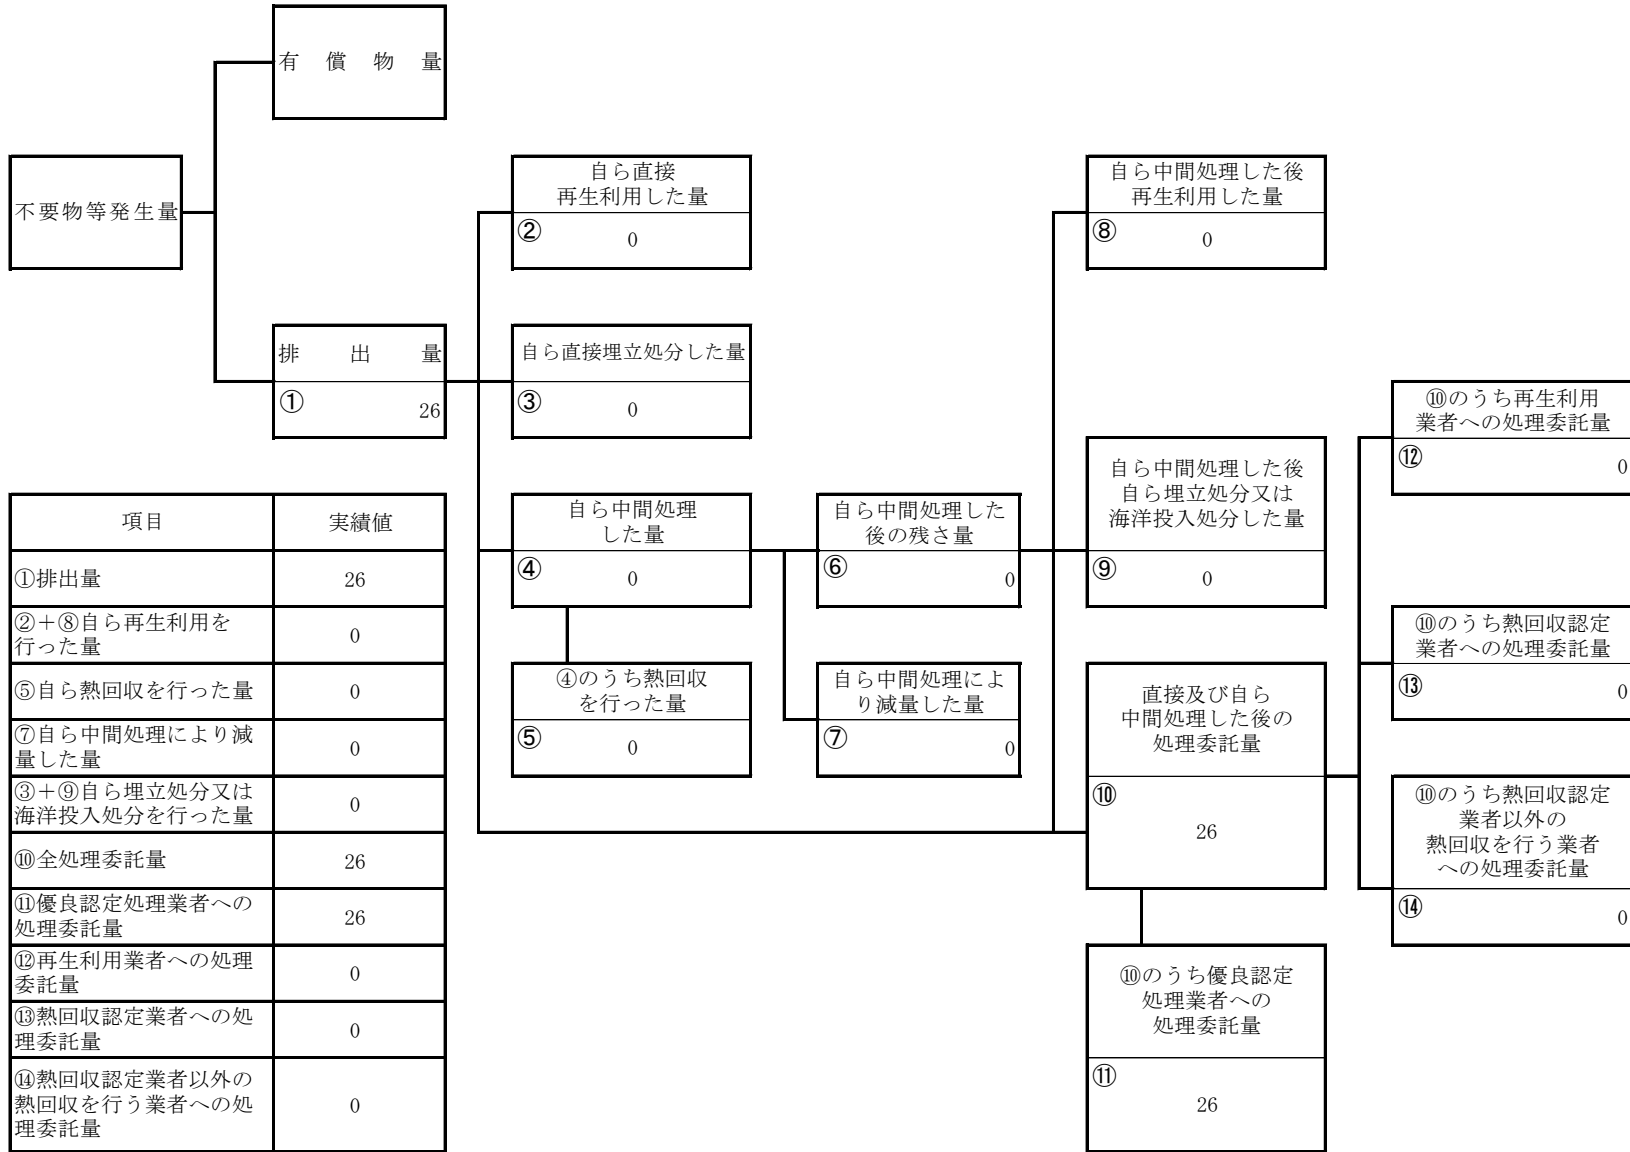 有償物量
不要物等発生量
排出量
①
26
自ら直接
再生利用した量
②
0
自ら直接埋立処分した量
③
0
自ら中間処理
した量
④
0
④のうち熱回収
を行った量
⑤
0
自ら中間処理した
後の残さ量
⑥
0
自ら中間処理によ
り減量した量
⑦
0
自ら中間処理した後
再生利用した量
⑧
0
自ら中間処理した後
自ら埋立処分又は
海洋投入処分した量
⑨
0
直接及び自ら
中間処理した後の
処理委託量
⑩
26
⑩のうち優良認定
処理業者への
処理委託量
⑪
26
⑩のうち再生利用
業者への処理委託量
⑫
0
⑩のうち熱回収認定
業者への処理委託量
⑬
0
⑩のうち熱回収認定
業者以外の
熱回収を行う業者
への処理委託量
⑭
0
項目 実績値
①排出量 26
②+⑧自ら再生利用を
行った量 0
⑤自ら熱回収を行った量 0
⑦自ら中間処理により減
量した量 0
③+⑨自ら埋立処分又は
海洋投入処分を行った量 0
⑩全処理委託量 26
⑪優良認定処理業者への
処理委託量 26
⑫再生利用業者への処理
委託量 0
⑬熱回収認定業者への処
理委託量 0
⑭熱回収認定業者以外の
熱回収を行う業者への処
理委託量 0